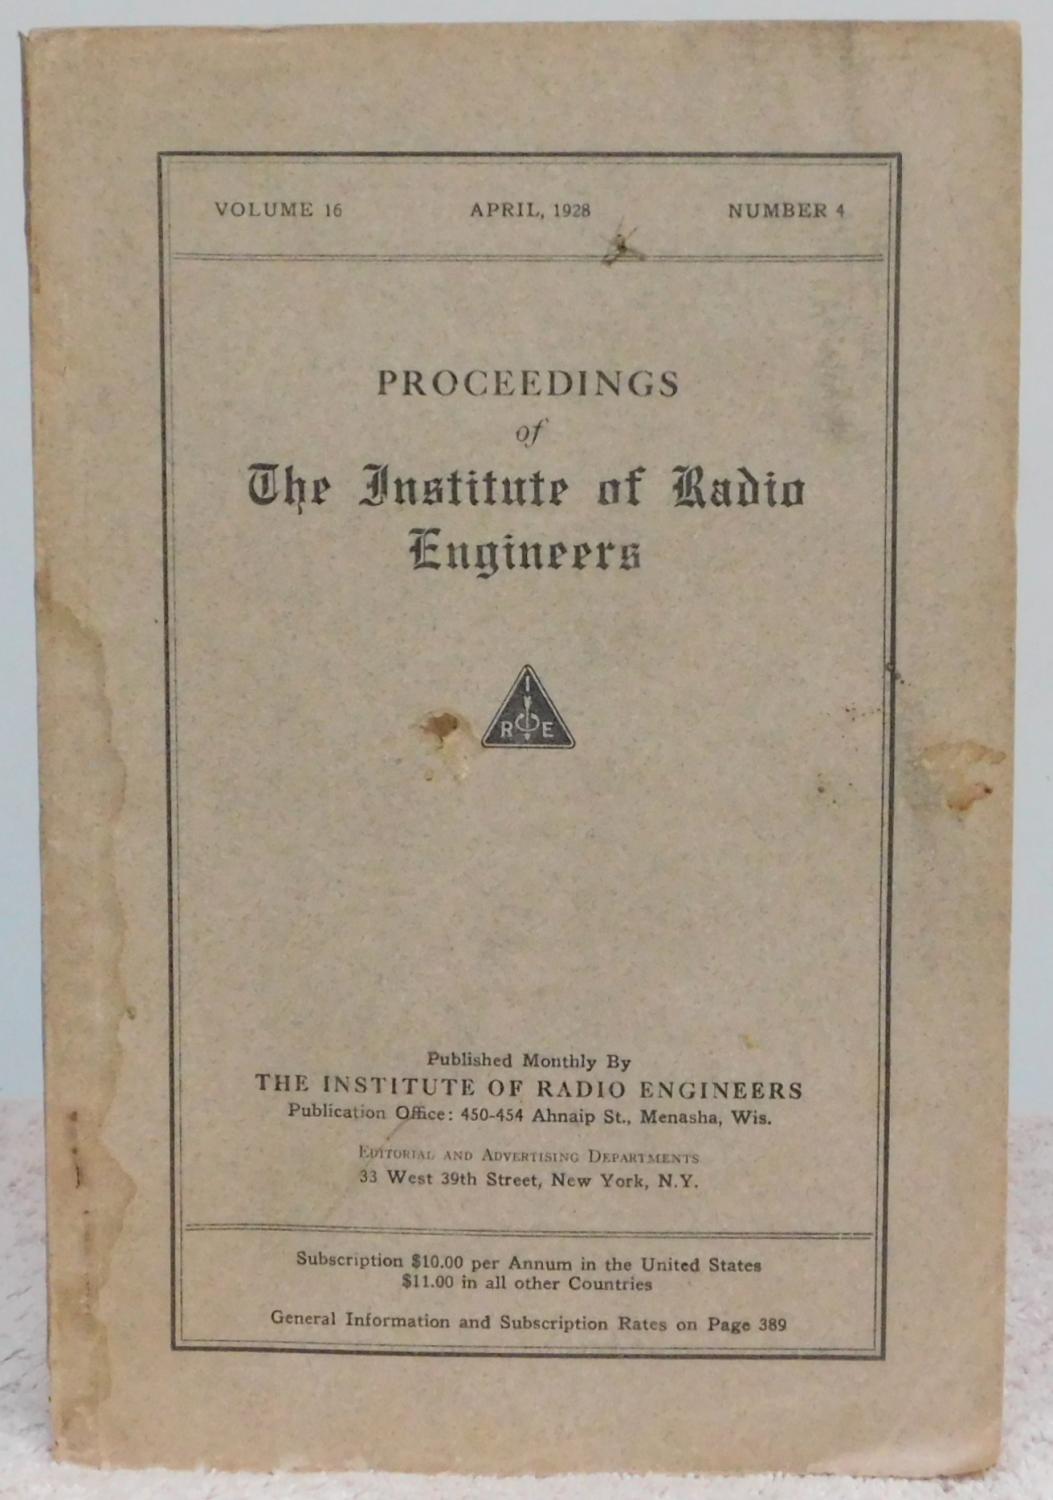 VOLUME 16 APRIL, 1928 NUMBER 4
PROCEEDINGS
of
The Institute of Radio
Engineers
I
R E
Published Monthly By
THE INSTITUTE OF RADIO ENGINEERS
Publication Office: 450-454 Ahnaip St., Menasha, Wis.
EDITORIAL AND ADVERTISING DEPARTMENTS
33 West 39th Street, New York, N.Y.
Subscription $10.00 per Annum in the United States
$11.00 in all other Countries
General Information and Subscription Rates on Page 389